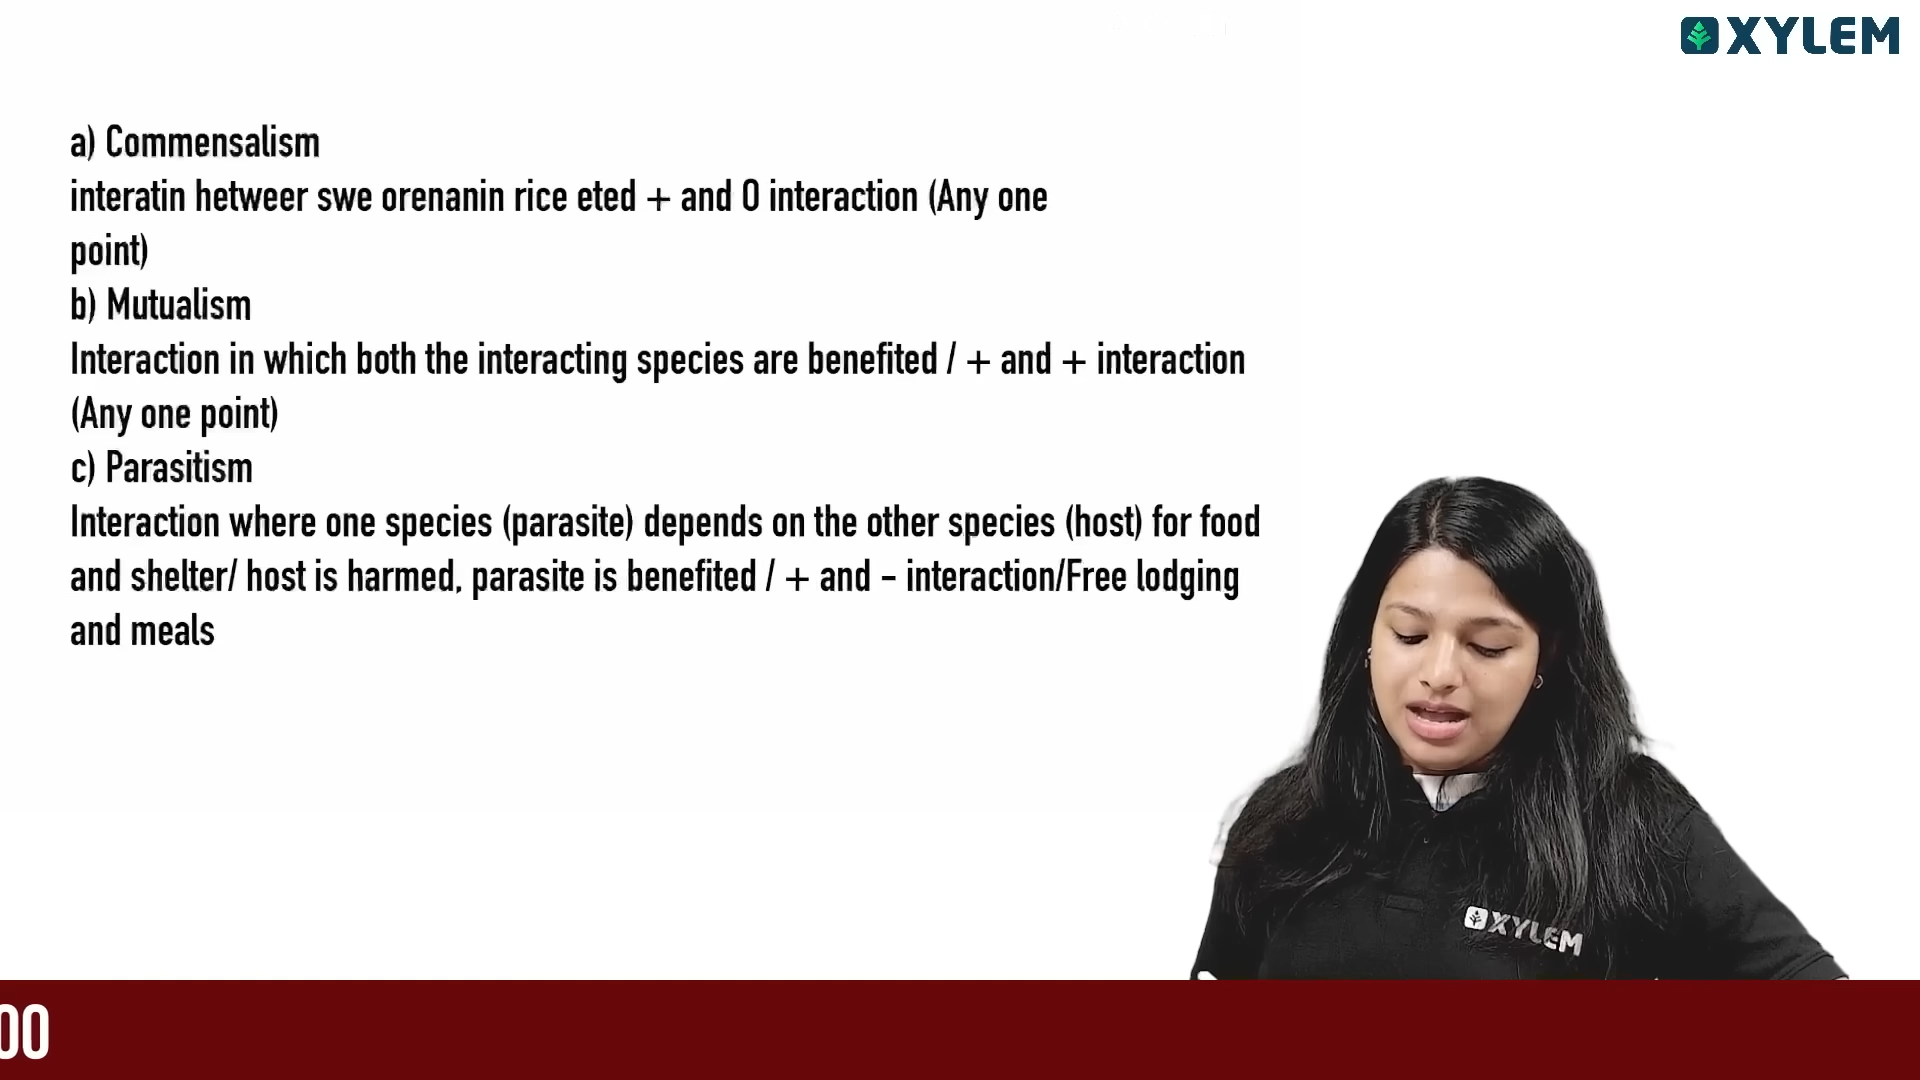 XYLEM
a) Commensalism
interatin hetweer swe orenanin rice eted + and 0 interaction (Any one
point)
b) Mutualism
Interaction in which both the interacting species are benefited / + and + interaction
(Any one point)
c) Parasitism
Interaction where one species (parasite) depends on the other species (host) for food
and shelter/ host is harmed, parasite is benefited / + and - interaction/Free lodging
and meals
XYLEM
00